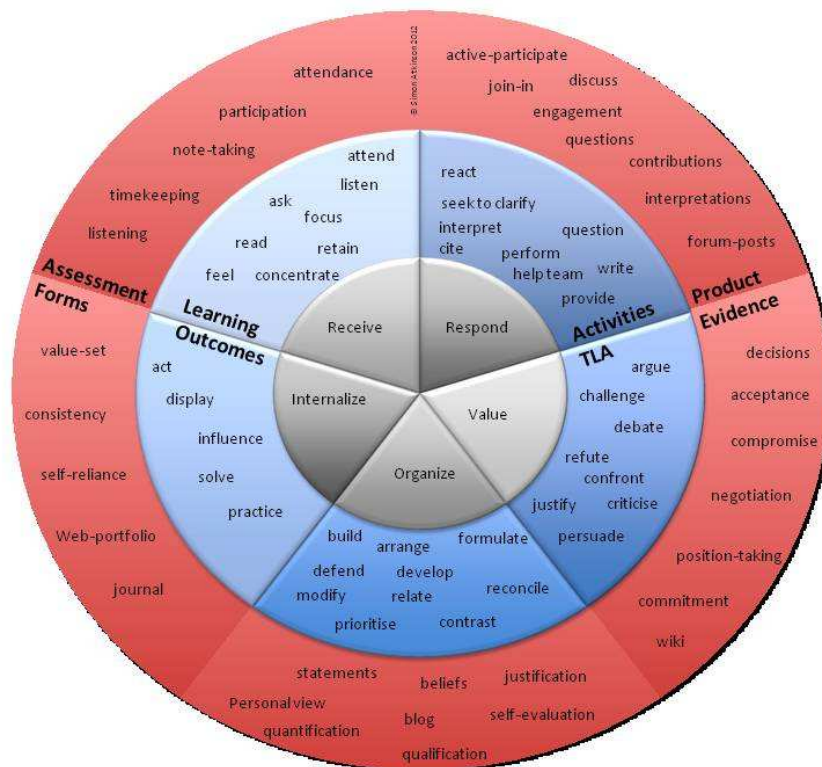 © Simon Atkinson 2012
attendance
participation
note-taking
timekeeping
listening
active-participate
join-in
discuss
engagement
questions
contributions
interpretations
forum-posts
attend
listen
ask
focus
read
retain
feel
concentrate
react
seek to clarify
interpret
cite
question
perform
help team
write
provide
Receive
Respond
Assessment
Forms
Learning
Outcomes
Activities
TLA
Product
Evidence
value-set
consistency
self-reliance
Web-portfolio
journal
act
display
influence
solve
practice
Internalize
Value
Organize
argue
challenge
debate
refute
confront
justify
criticise
persuade
decisions
acceptance
compromise
negotiation
position-taking
commitment
wiki
build
arrange
formulate
defend
develop
modify
relate
reconcile
prioritise
contrast
statements
beliefs
justification
Personal view
quantification
blog
self-evaluation
qualification